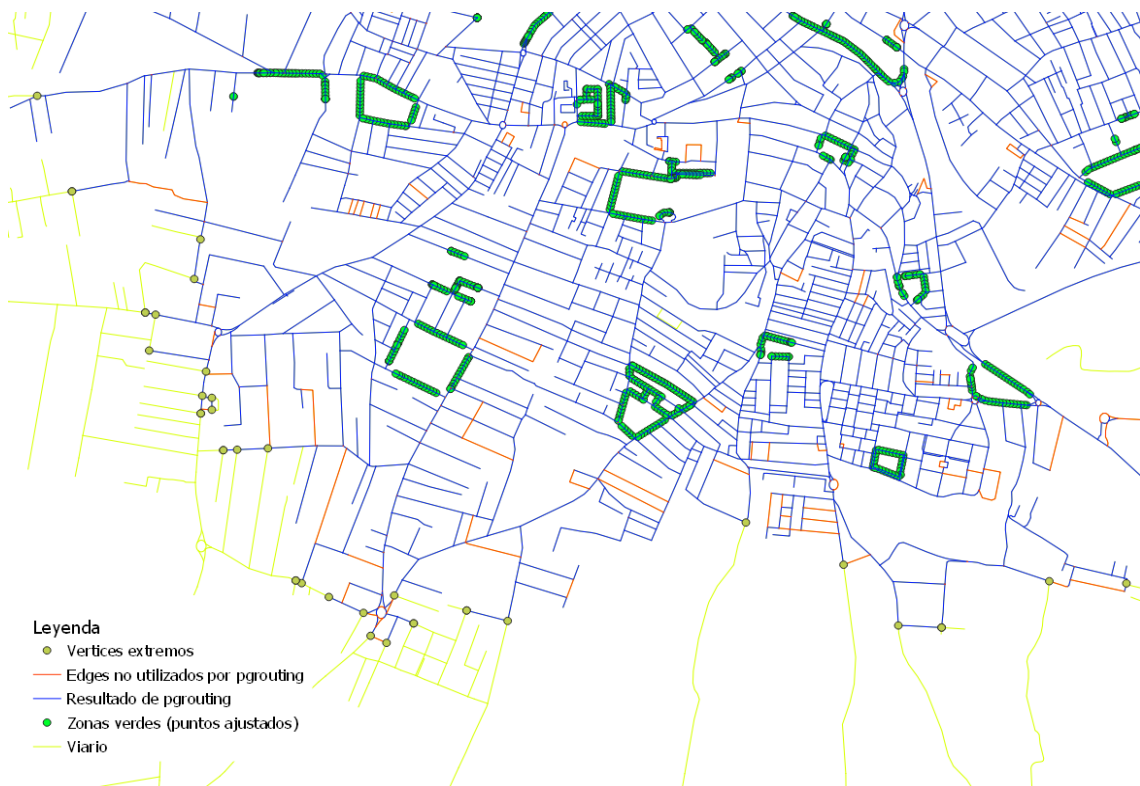 Leyenda
Vertices extremos
Edges no utilizados por pgrouting
Resultado de pgrouting
Zonas verdes (puntos ajustados)
Viario